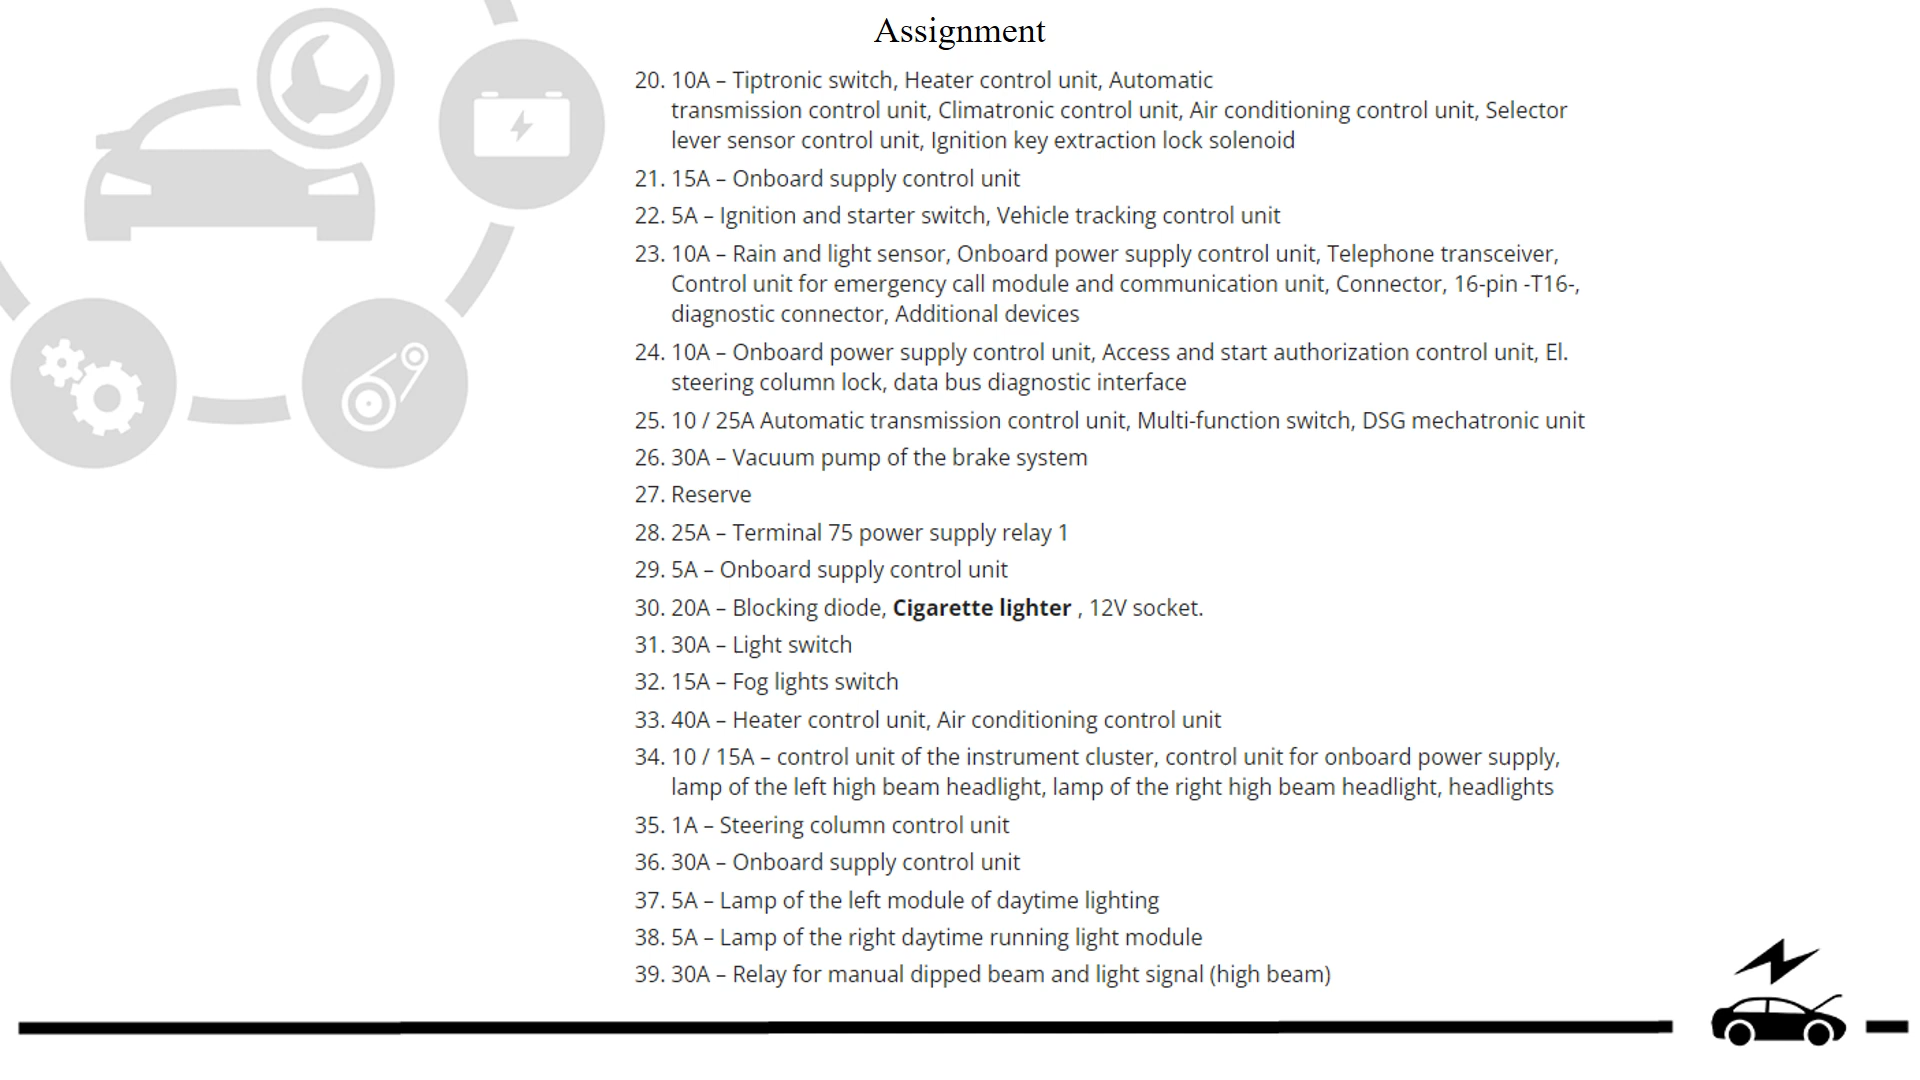 Assignment
20. 10A – Tiptronic switch, Heater control unit, Automatic
transmission control unit, Climatronic control unit, Air conditioning control unit, Selector
lever sensor control unit, Ignition key extraction lock solenoid
21. 15A – Onboard supply control unit
22. 5A – Ignition and starter switch, Vehicle tracking control unit
23. 10A – Rain and light sensor, Onboard power supply control unit, Telephone transceiver,
Control unit for emergency call module and communication unit, Connector, 16-pin -T16-,
diagnostic connector, Additional devices
24. 10A – Onboard power supply control unit, Access and start authorization control unit, El.
steering column lock, data bus diagnostic interface
25. 10 / 25A Automatic transmission control unit, Multi-function switch, DSG mechatronic unit
26. 30A – Vacuum pump of the brake system
27. Reserve
28. 25A – Terminal 75 power supply relay 1
29. 5A – Onboard supply control unit
30. 20A – Blocking diode, Cigarette lighter , 12V socket.
31. 30A – Light switch
32. 15A – Fog lights switch
33. 40A – Heater control unit, Air conditioning control unit
34. 10 / 15A – control unit of the instrument cluster, control unit for onboard power supply,
lamp of the left high beam headlight, lamp of the right high beam headlight, headlights
35. 1A – Steering column control unit
36. 30A – Onboard supply control unit
37. 5A – Lamp of the left module of daytime lighting
38. 5A – Lamp of the right daytime running light module
39. 30A – Relay for manual dipped beam and light signal (high beam)